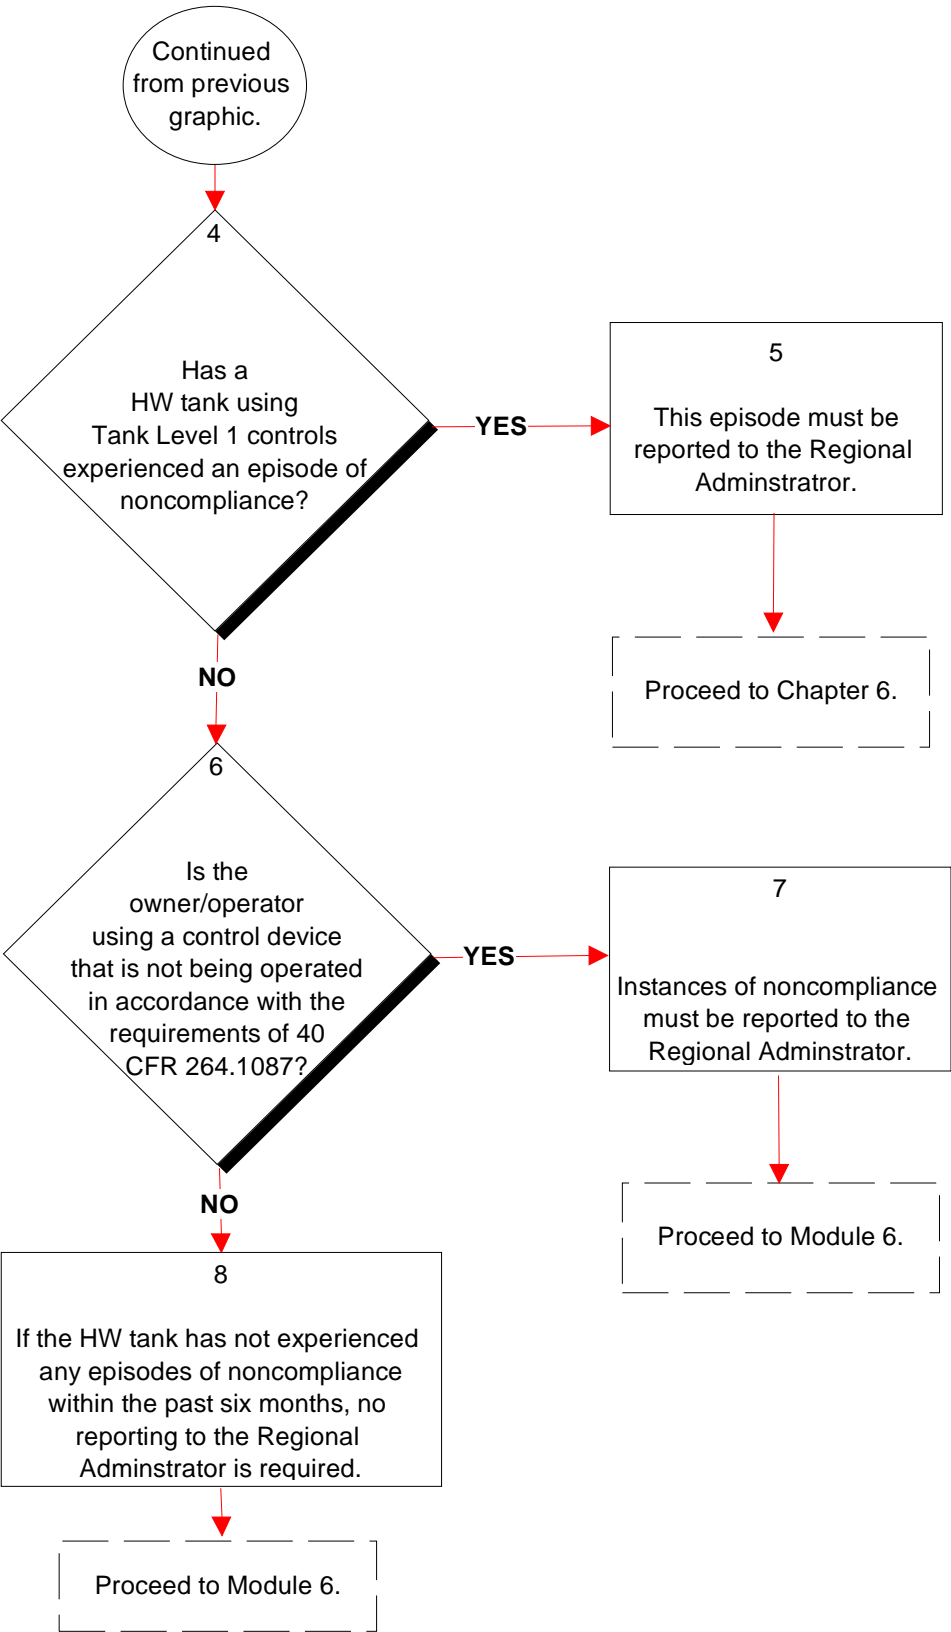 Continued
from previous
graphic.
4
Has a
HW tank using
Tank Level 1 controls
experienced an episode of
noncompliance?
YES
5
This episode must be
reported to the Regional
Adminstratror.
Proceed to Chapter 6.
NO
6
Is the
owner/operator
using a control device
that is not being operated
in accordance with the
requirements of 40
CFR 264.1087?
YES
7
Instances of noncompliance
must be reported to the
Regional Adminstrator.
Proceed to Module 6.
NO
8
If the HW tank has not experienced
any episodes of noncompliance
within the past six months, no
reporting to the Regional
Adminstrator is required.
Proceed to Module 6.